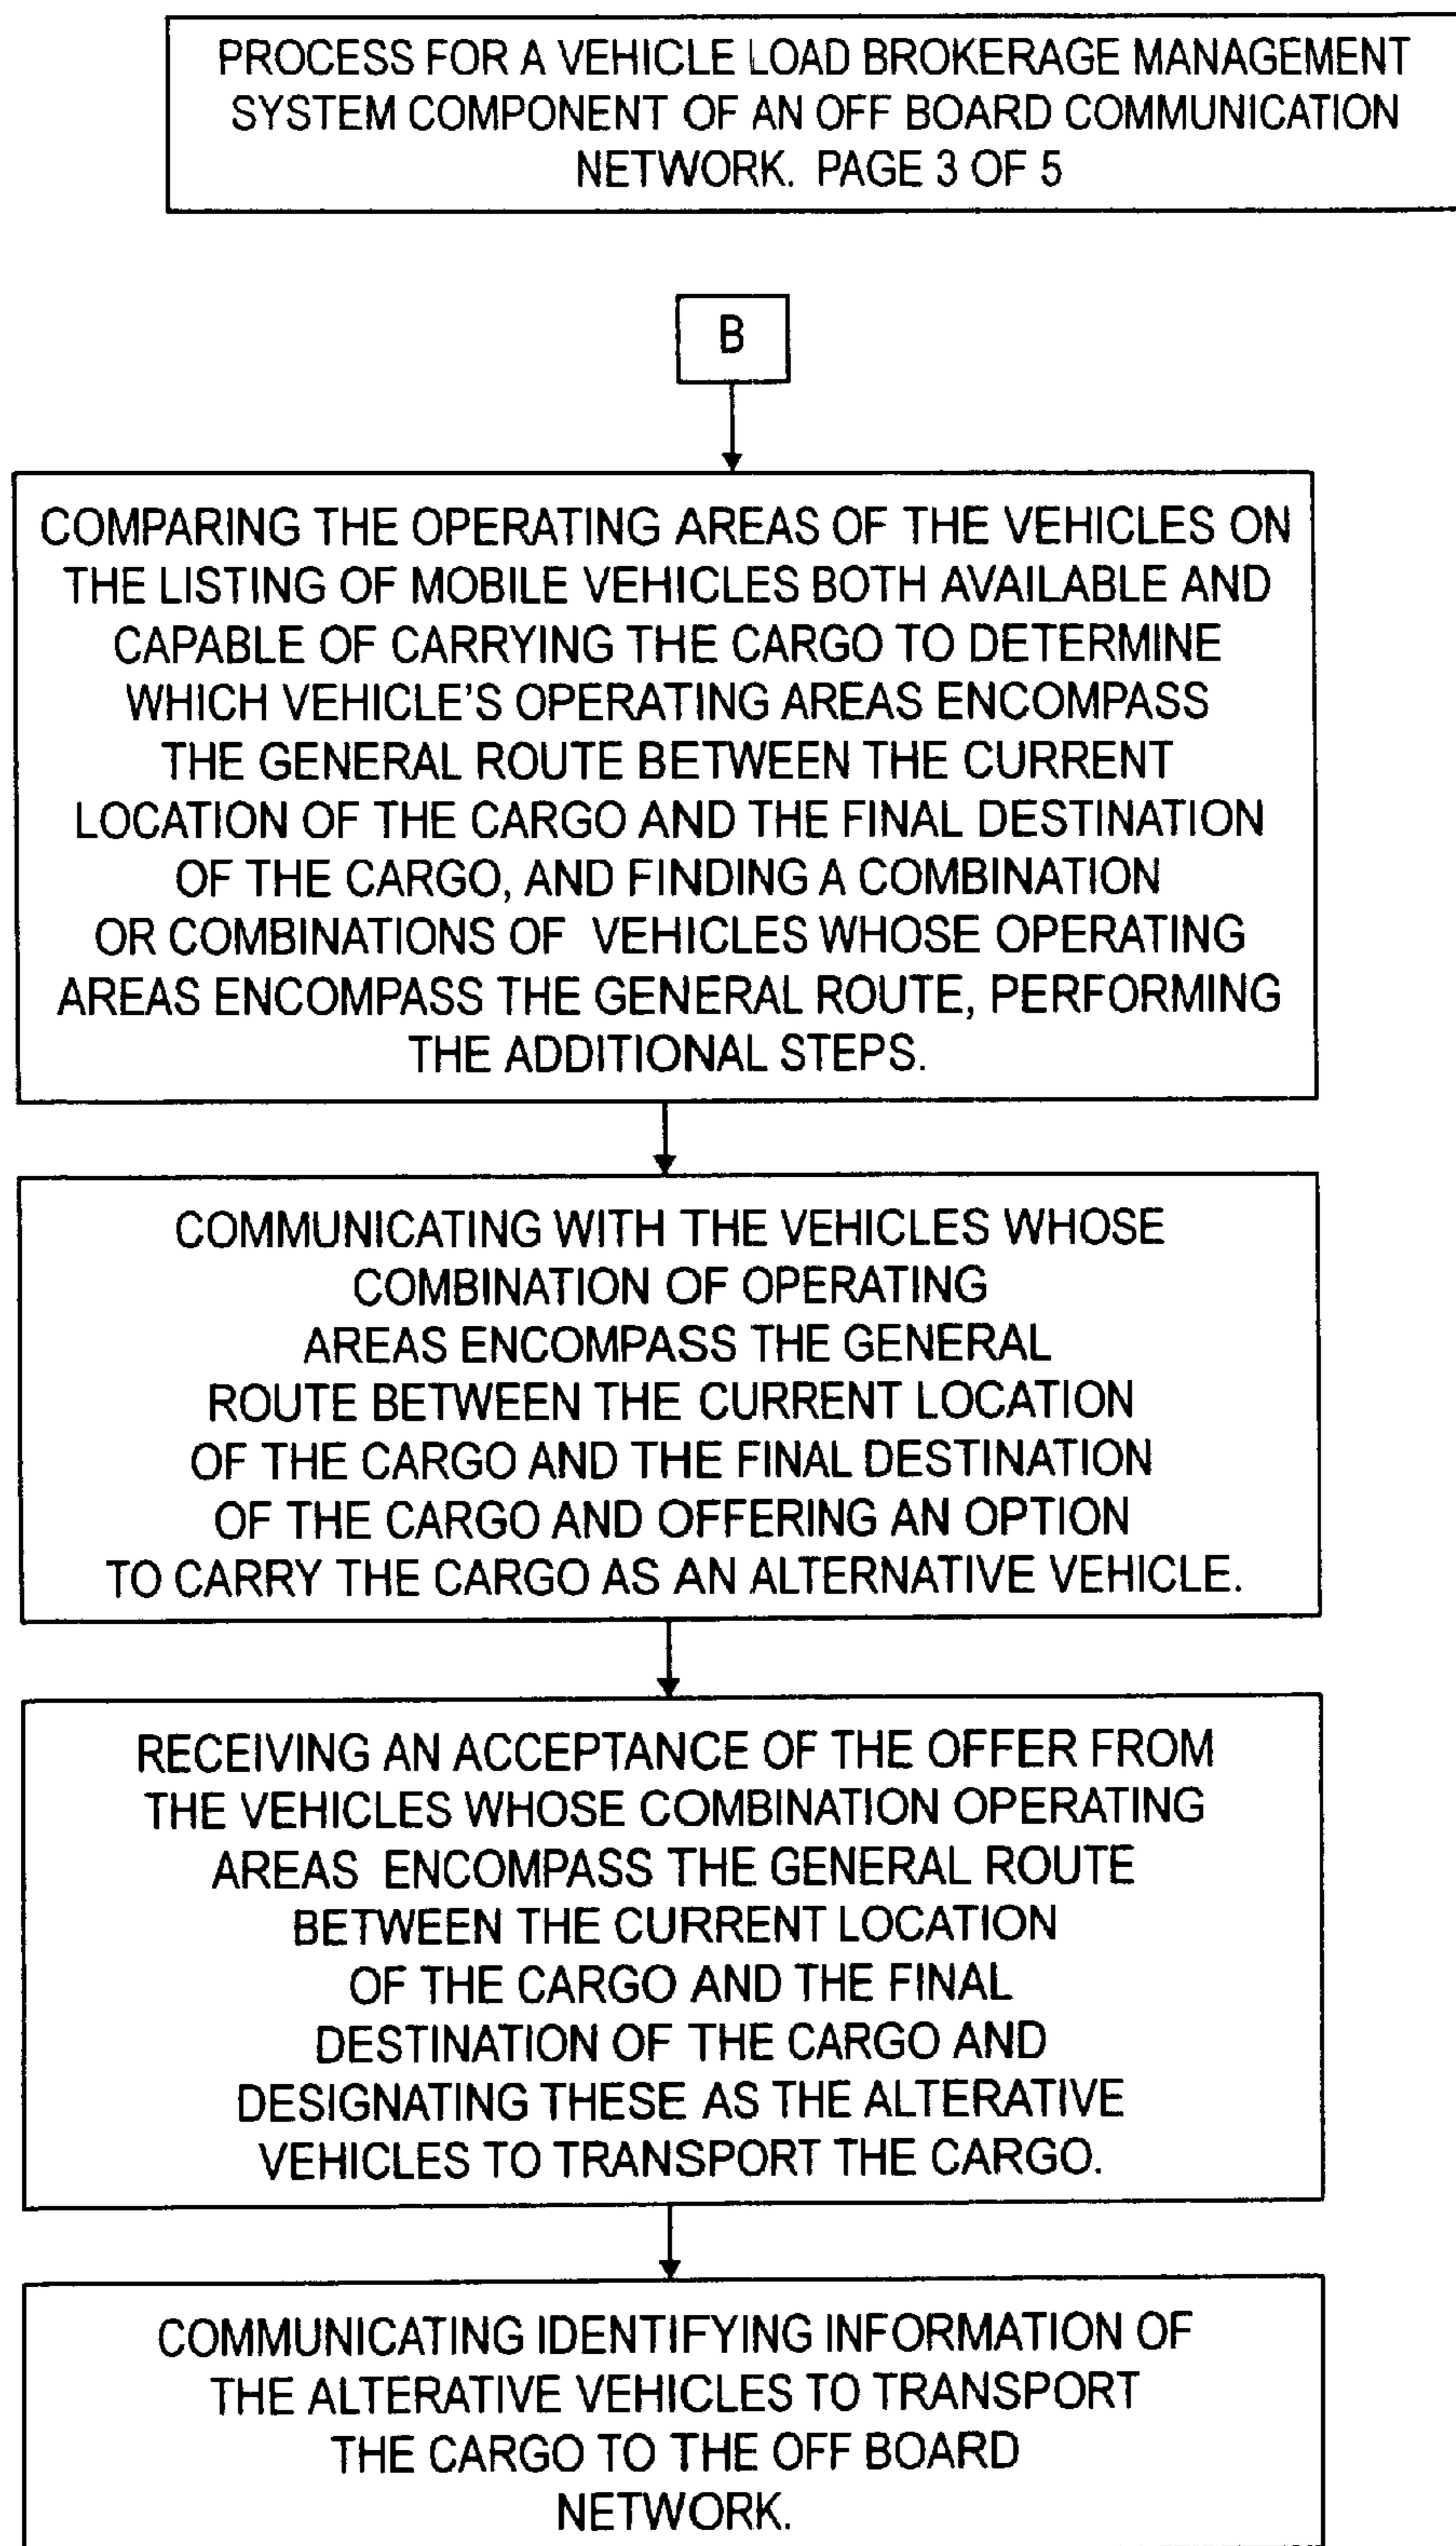 PROCESS FOR A VEHICLE LOAD BROKERAGE MANAGEMENT
SYSTEM COMPONENT OF AN OFF BOARD COMMUNICATION
NETWORK. PAGE 3 OF 5
B
COMPARING THE OPERATING AREAS OF THE VEHICLES ON
THE LISTING OF MOBILE VEHICLES BOTH AVAILABLE AND
CAPABLE OF CARRYING THE CARGO TO DETERMINE
WHICH VEHICLE'S OPERATING AREAS ENCOMPASS
THE GENERAL ROUTE BETWEEN THE CURRENT
LOCATION OF THE CARGO AND THE FINAL DESTINATION
OF THE CARGO, AND FINDING A COMBINATION
OR COMBINATIONS OF VEHICLES WHOSE OPERATING
AREAS ENCOMPASS THE GENERAL ROUTE, PERFORMING
THE ADDITIONAL STEPS.
COMMUNICATING WITH THE VEHICLES WHOSE
COMBINATION OF OPERATING
AREAS ENCOMPASS THE GENERAL
ROUTE BETWEEN THE CURRENT LOCATION
OF THE CARGO AND THE FINAL DESTINATION
OF THE CARGO AND OFFERING AN OPTION
TO CARRY THE CARGO AS AN ALTERNATIVE VEHICLE.
RECEIVING AN ACCEPTANCE OF THE OFFER FROM
THE VEHICLES WHOSE COMBINATION OPERATING
AREAS ENCOMPASS THE GENERAL ROUTE
BETWEEN THE CURRENT LOCATION
OF THE CARGO AND THE FINAL
DESTINATION OF THE CARGO AND
DESIGNATING THESE AS THE ALTERATIVE
VEHICLES TO TRANSPORT THE CARGO.
COMMUNICATING IDENTIFYING INFORMATION OF
THE ALTERATIVE VEHICLES TO TRANSPORT
THE CARGO TO THE OFF BOARD
NETWORK.